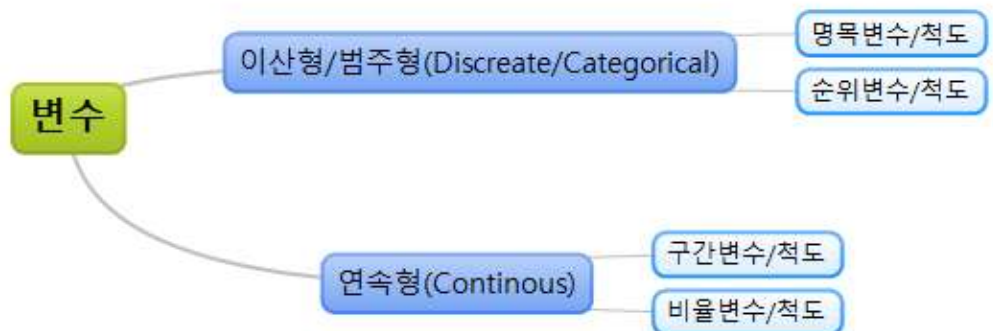 변수
이산형/범주형(Discreate/Categorical)
명목변수/척도
순위변수/척도
연속형(Continous)
구간변수/척도
비율변수/척도